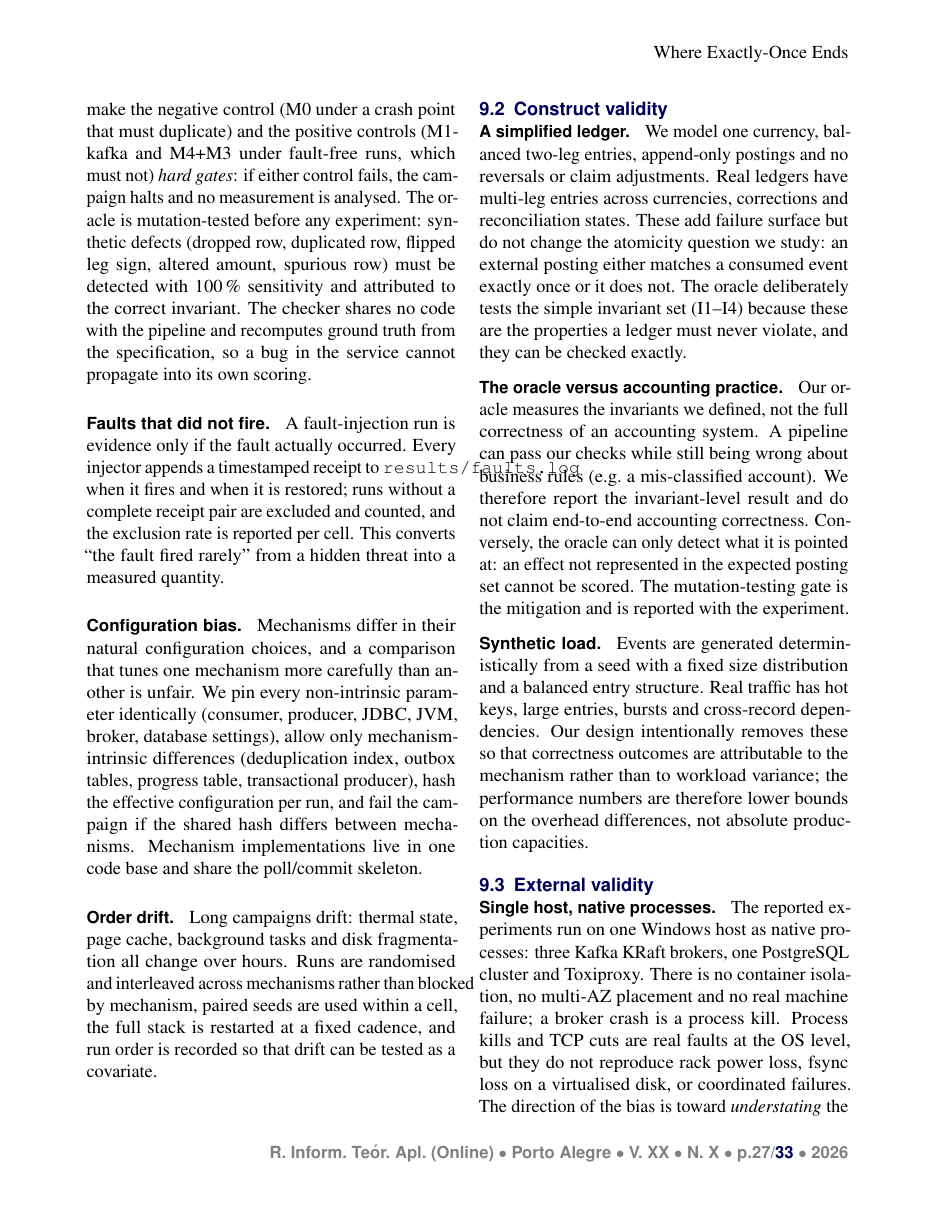 Where Exactly-Once Ends
make the negative control (M0 under a crash point
that must duplicate) and the positive controls (M1-
kafka and M4+M3 under fault-free runs, which
must not) hard gates: if either control fails, the cam-
paign halts and no measurement is analysed. The or-
acle is mutation-tested before any experiment: syn-
thetic defects (dropped row, duplicated row, flipped
leg sign, altered amount, spurious row) must be
detected with 100 % sensitivity and attributed to
the correct invariant. The checker shares no code
with the pipeline and recomputes ground truth from
the specification, so a bug in the service cannot
propagate into its own scoring.
Faults that did not fire. A fault-injection run is
evidence only if the fault actually occurred. Every
injector appends a timestamped receipt to results/faults.log
when it fires and when it is restored; runs without a
complete receipt pair are excluded and counted, and
the exclusion rate is reported per cell. This converts
“the fault fired rarely” from a hidden threat into a
measured quantity.
Configuration bias. Mechanisms differ in their
natural configuration choices, and a comparison
that tunes one mechanism more carefully than an-
other is unfair. We pin every non-intrinsic param-
eter identically (consumer, producer, JDBC, JVM,
broker, database settings), allow only mechanism-
intrinsic differences (deduplication index, outbox
tables, progress table, transactional producer), hash
the effective configuration per run, and fail the cam-
paign if the shared hash differs between mecha-
nisms. Mechanism implementations live in one
code base and share the poll/commit skeleton.
Order drift. Long campaigns drift: thermal state,
page cache, background tasks and disk fragmenta-
tion all change over hours. Runs are randomised
and interleaved across mechanisms rather than blocked
by mechanism, paired seeds are used within a cell,
the full stack is restarted at a fixed cadence, and
run order is recorded so that drift can be tested as a
covariate.
9.2 Construct validity
A simplified ledger. We model one currency, bal-
anced two-leg entries, append-only postings and no
reversals or claim adjustments. Real ledgers have
multi-leg entries across currencies, corrections and
reconciliation states. These add failure surface but
do not change the atomicity question we study: an
external posting either matches a consumed event
exactly once or it does not. The oracle deliberately
tests the simple invariant set (I1–I4) because these
are the properties a ledger must never violate, and
they can be checked exactly.
The oracle versus accounting practice. Our or-
acle measures the invariants we defined, not the full
correctness of an accounting system. A pipeline
can pass our checks while still being wrong about
business rules (e.g. a mis-classified account). We
therefore report the invariant-level result and do
not claim end-to-end accounting correctness. Con-
versely, the oracle can only detect what it is pointed
at: an effect not represented in the expected posting
set cannot be scored. The mutation-testing gate is
the mitigation and is reported with the experiment.
Synthetic load. Events are generated determin-
istically from a seed with a fixed size distribution
and a balanced entry structure. Real traffic has hot
keys, large entries, bursts and cross-record depen-
dencies. Our design intentionally removes these
so that correctness outcomes are attributable to the
mechanism rather than to workload variance; the
performance numbers are therefore lower bounds
on the overhead differences, not absolute produc-
tion capacities.
9.3 External validity
Single host, native processes. The reported ex-
periments run on one Windows host as native pro-
cesses: three Kafka KRaft brokers, one PostgreSQL
cluster and Toxiproxy. There is no container isola-
tion, no multi-AZ placement and no real machine
failure; a broker crash is a process kill. Process
kills and TCP cuts are real faults at the OS level,
but they do not reproduce rack power loss, fsync
loss on a virtualised disk, or coordinated failures.
The direction of the bias is toward understating the
R. Inform. Teór. Apl. (Online) • Porto Alegre • V. XX • N. X • p.27/33 • 2026